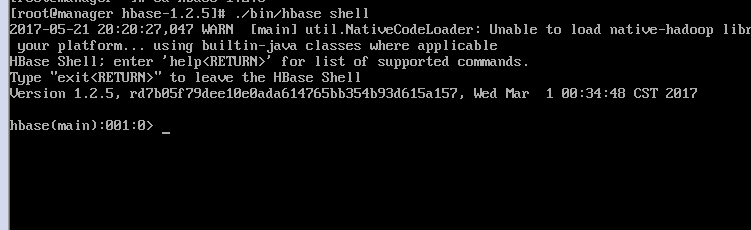 [root@manager hbase-1.2.5]# ./bin/hbase shell
2017-05-21 20:20:27,047 WARN  [main] util.NativeCodeLoader: Unable to load native-hadoop libr
 your platform... using builtin-java classes where applicable
HBase Shell; enter 'help<RETURN>' for list of supported commands.
Type "exit<RETURN>" to leave the HBase Shell
Version 1.2.5, rd7b05f79dee10e0ada614765bb354b93d615a157, Wed Mar  1 00:34:48 CST 2017
hbase(main):001:0> _